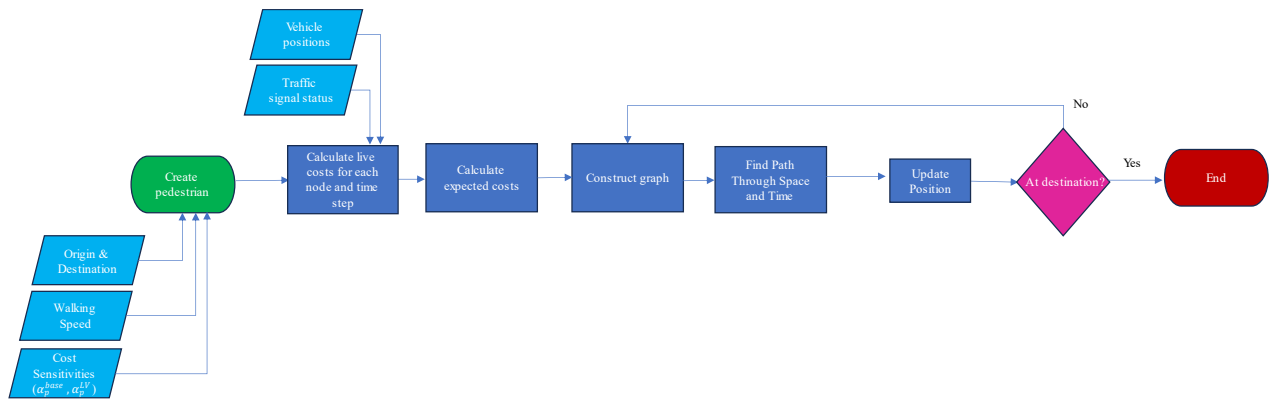 Vehicle
positions
Traffic
signal status
Create
pedestrian
Calculate live
costs for each
node and time
step
Calculate
expected costs
Construct graph
Find Path
Through Space
and Time
Update
Position
At destination?
No
Yes
End
Origin &
Destination
Walking
Speed
Cost
Sensitivities
(α_p^base , α_p^LV)